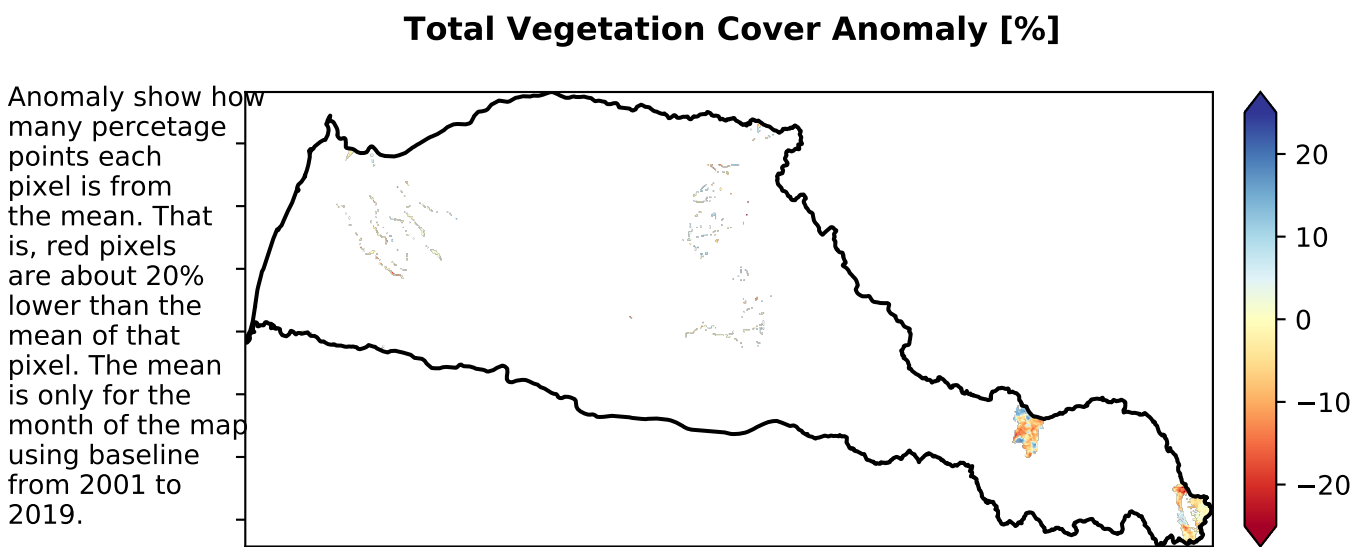 Total Vegetation Cover Anomaly [%]
Anomaly show how
many percetage
points each
pixel is from
the mean. That
is, red pixels
are about 20%
lower than the
mean of that
pixel. The mean
is only for the
month of the map
using baseline
from 2001 to
2019.
20
10
0
−10
−20